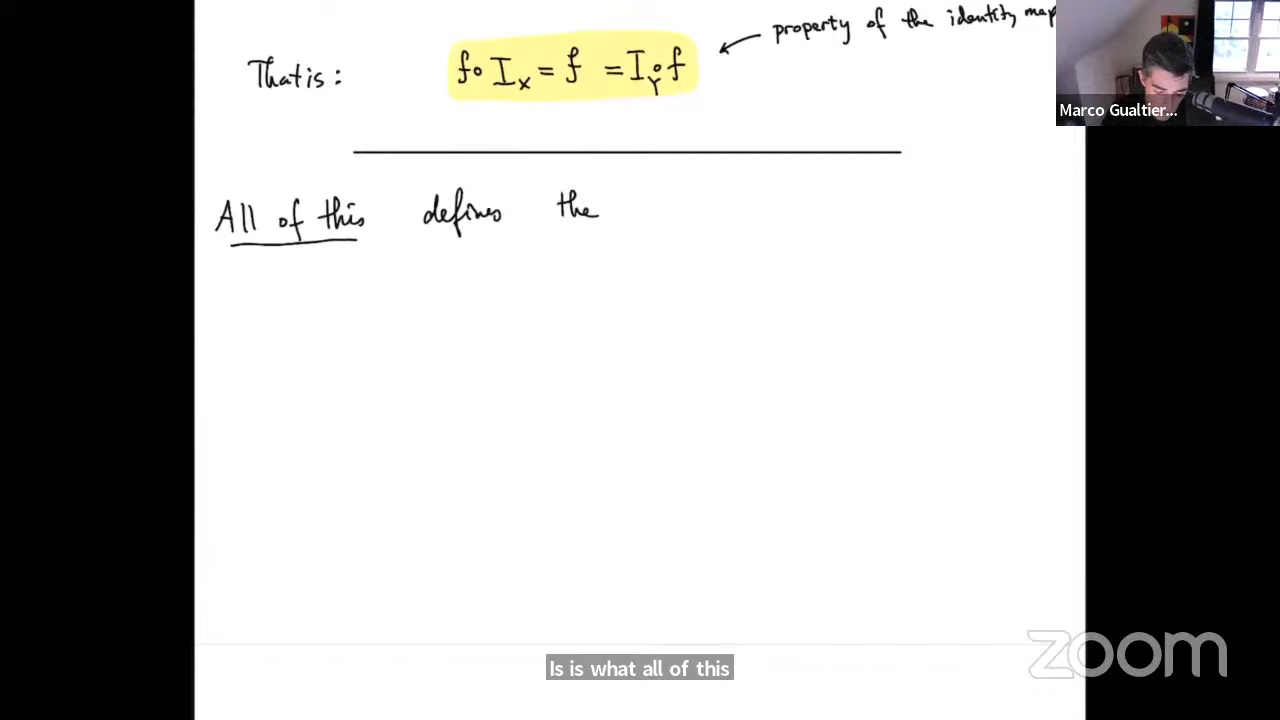 property of the identity map
That is : f∘I_X = f = I_Y∘f
Marco Gualtier...
All of this defines the
zoom
Is is what all of this